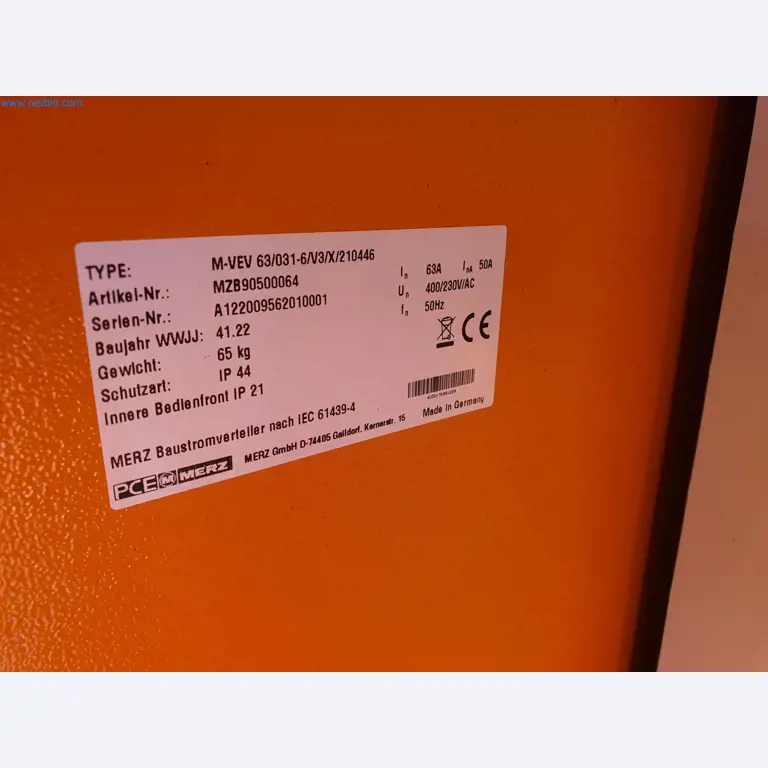 www.netbid.com
TYPE: M-VEV 63/031-6/V3/X/210446
Artikel-Nr.: MZB90500064
Serien-Nr.: A122009562010001
Baujahr WWJJ: 41.22
Gewicht: 65 kg
Schutzart: IP 44
Innere Bedienfront IP 21
In 63A InA 50A
Un 400/230V/AC
fn 50Hz
CE
MERZ Baustromverteiler nach IEC 61439-4
Made in Germany
PCE M MERZ MERZ GmbH D-74405 Gaildorf. Kernerstr. 15